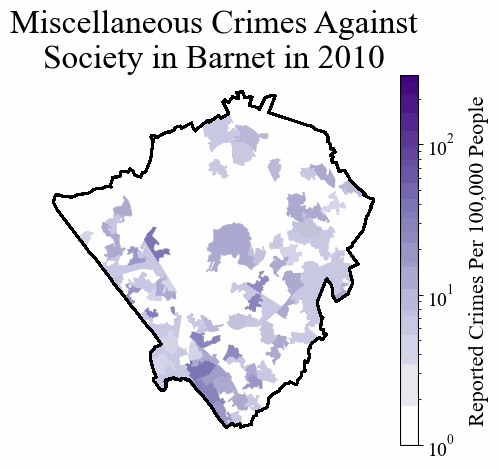 Miscellaneous Crimes Against
Society in Barnet in 2010
10²
10¹
10⁰
Reported Crimes Per 100,000 People